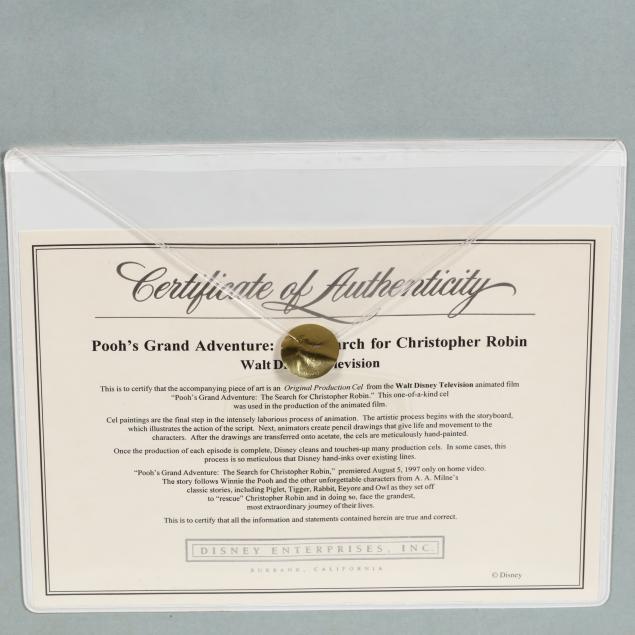 Certificate of Authenticity
Pooh's Grand Adventure: Search for Christopher Robin
Walt Television
This is to certify that the accompanying piece of art is an Original Production Cel from the Walt Disney Television animated film
"Pooh's Grand Adventure: The Search for Christopher Robin." This one-of-a-kind cel
was used in the production of the animated film.
Cel paintings are the final step in the intensely laborious process of animation. The artistic process begins with the storyboard,
which illustrates the action of the script. Next, animators create pencil drawings that give life and movement to the
characters. After the drawings are transferred onto acetate, the cels are meticulously hand-painted.
Once the production of each episode is complete, Disney cleans and touches-up many production cels. In some cases, this
process is so meticulous that Disney hand-inks over existing lines.
"Pooh's Grand Adventure: The Search for Christopher Robin," premiered August 5, 1997 only on home video.
The story follows Winnie the Pooh and the other unforgettable characters from A. A. Milne's
classic stories, including Piglet, Tigger, Rabbit, Eeyore and Owl as they set off
to "rescue" Christopher Robin and in doing so, face the grandest,
most extraordinary journey of their lives.
This is to certify that all the information and statements contained herein are true and correct.
DISNEY ENTERPRISES, INC.
BURBANK, CALIFORNIA
© Disney